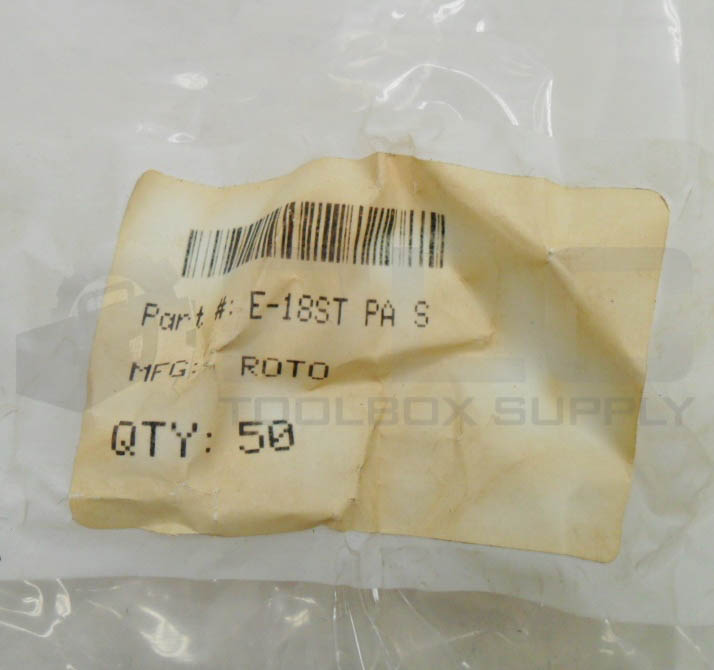 Part #: E-18ST PA S
MFG: ROTO
TOOLBOX SUPPLY
QTY: 50